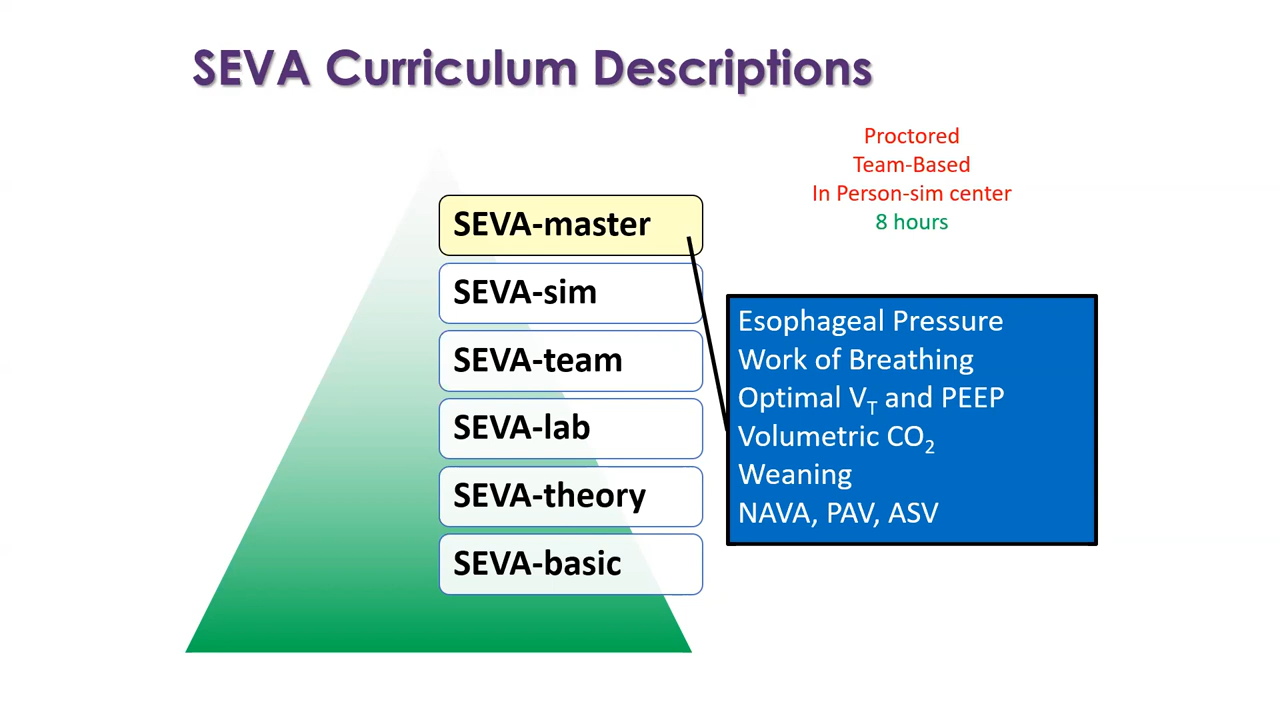 SEVA Curriculum Descriptions
Proctored
Team-Based
In Person-sim center
8 hours
SEVA-master
SEVA-sim
SEVA-team
SEVA-lab
SEVA-theory
SEVA-basic
Esophageal Pressure
Work of Breathing
Optimal V_T and PEEP
Volumetric CO₂
Weaning
NAVA, PAV, ASV